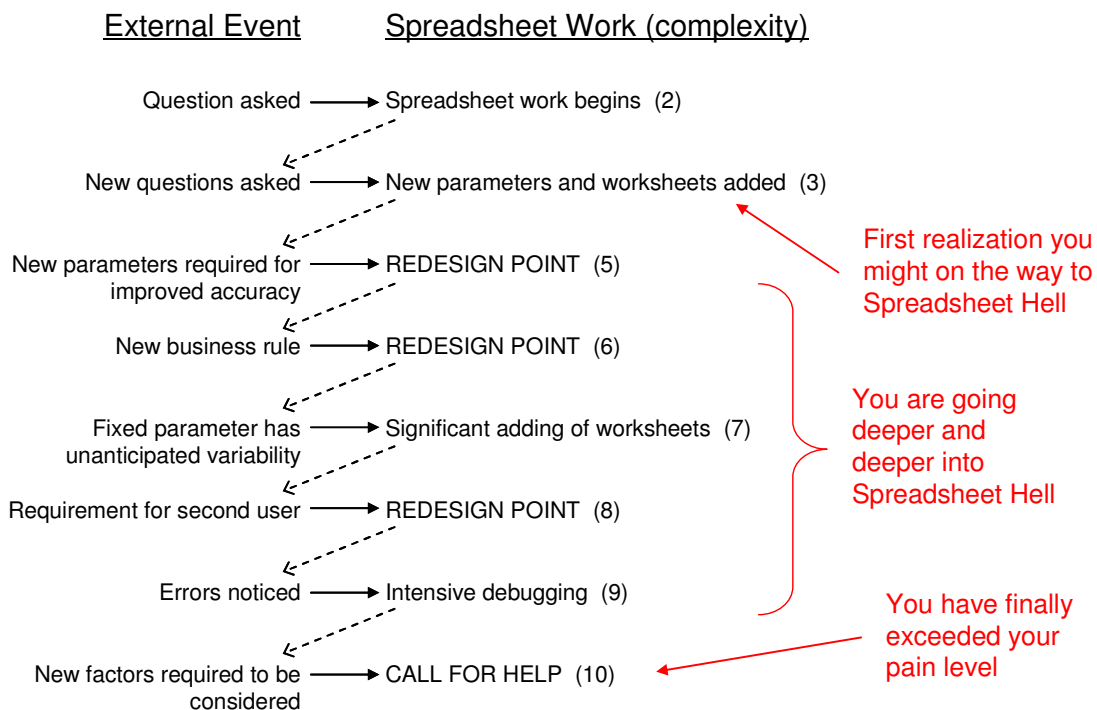 External Event Spreadsheet Work (complexity)
Question asked Spreadsheet work begins (2)
New questions asked New parameters and worksheets added (3)
First realization you
might on the way to
Spreadsheet Hell
New parameters required for
improved accuracy
REDESIGN POINT (5)
New business rule REDESIGN POINT (6)
Fixed parameter has
unanticipated variability
Significant adding of worksheets (7)
You are going
deeper and
deeper into
Spreadsheet Hell
Requirement for second user REDESIGN POINT (8)
Errors noticed Intensive debugging (9)
You have finally
exceeded your
pain level
New factors required to be
considered
CALL FOR HELP (10)